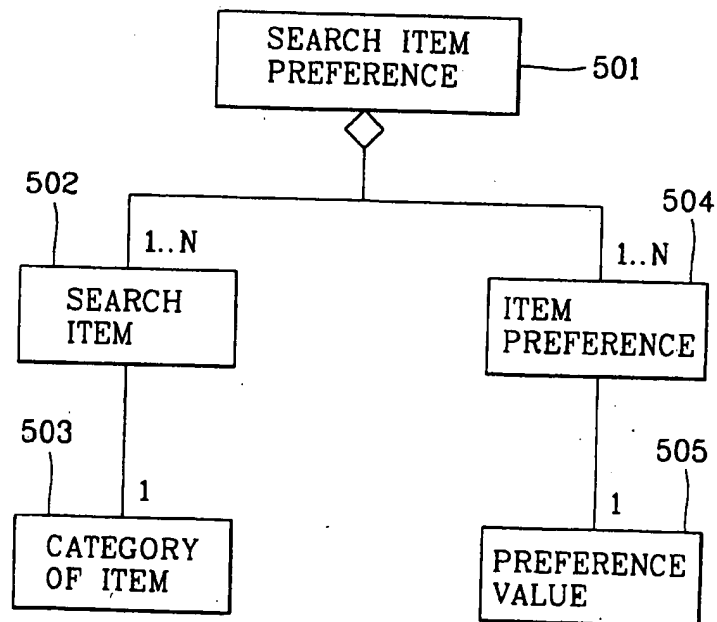 SEARCH ITEM
PREFERENCE
501
502
504
1..N
1..N
SEARCH
ITEM
ITEM
PREFERENCE
503
505
1
1
CATEGORY
OF ITEM
PREFERENCE
VALUE